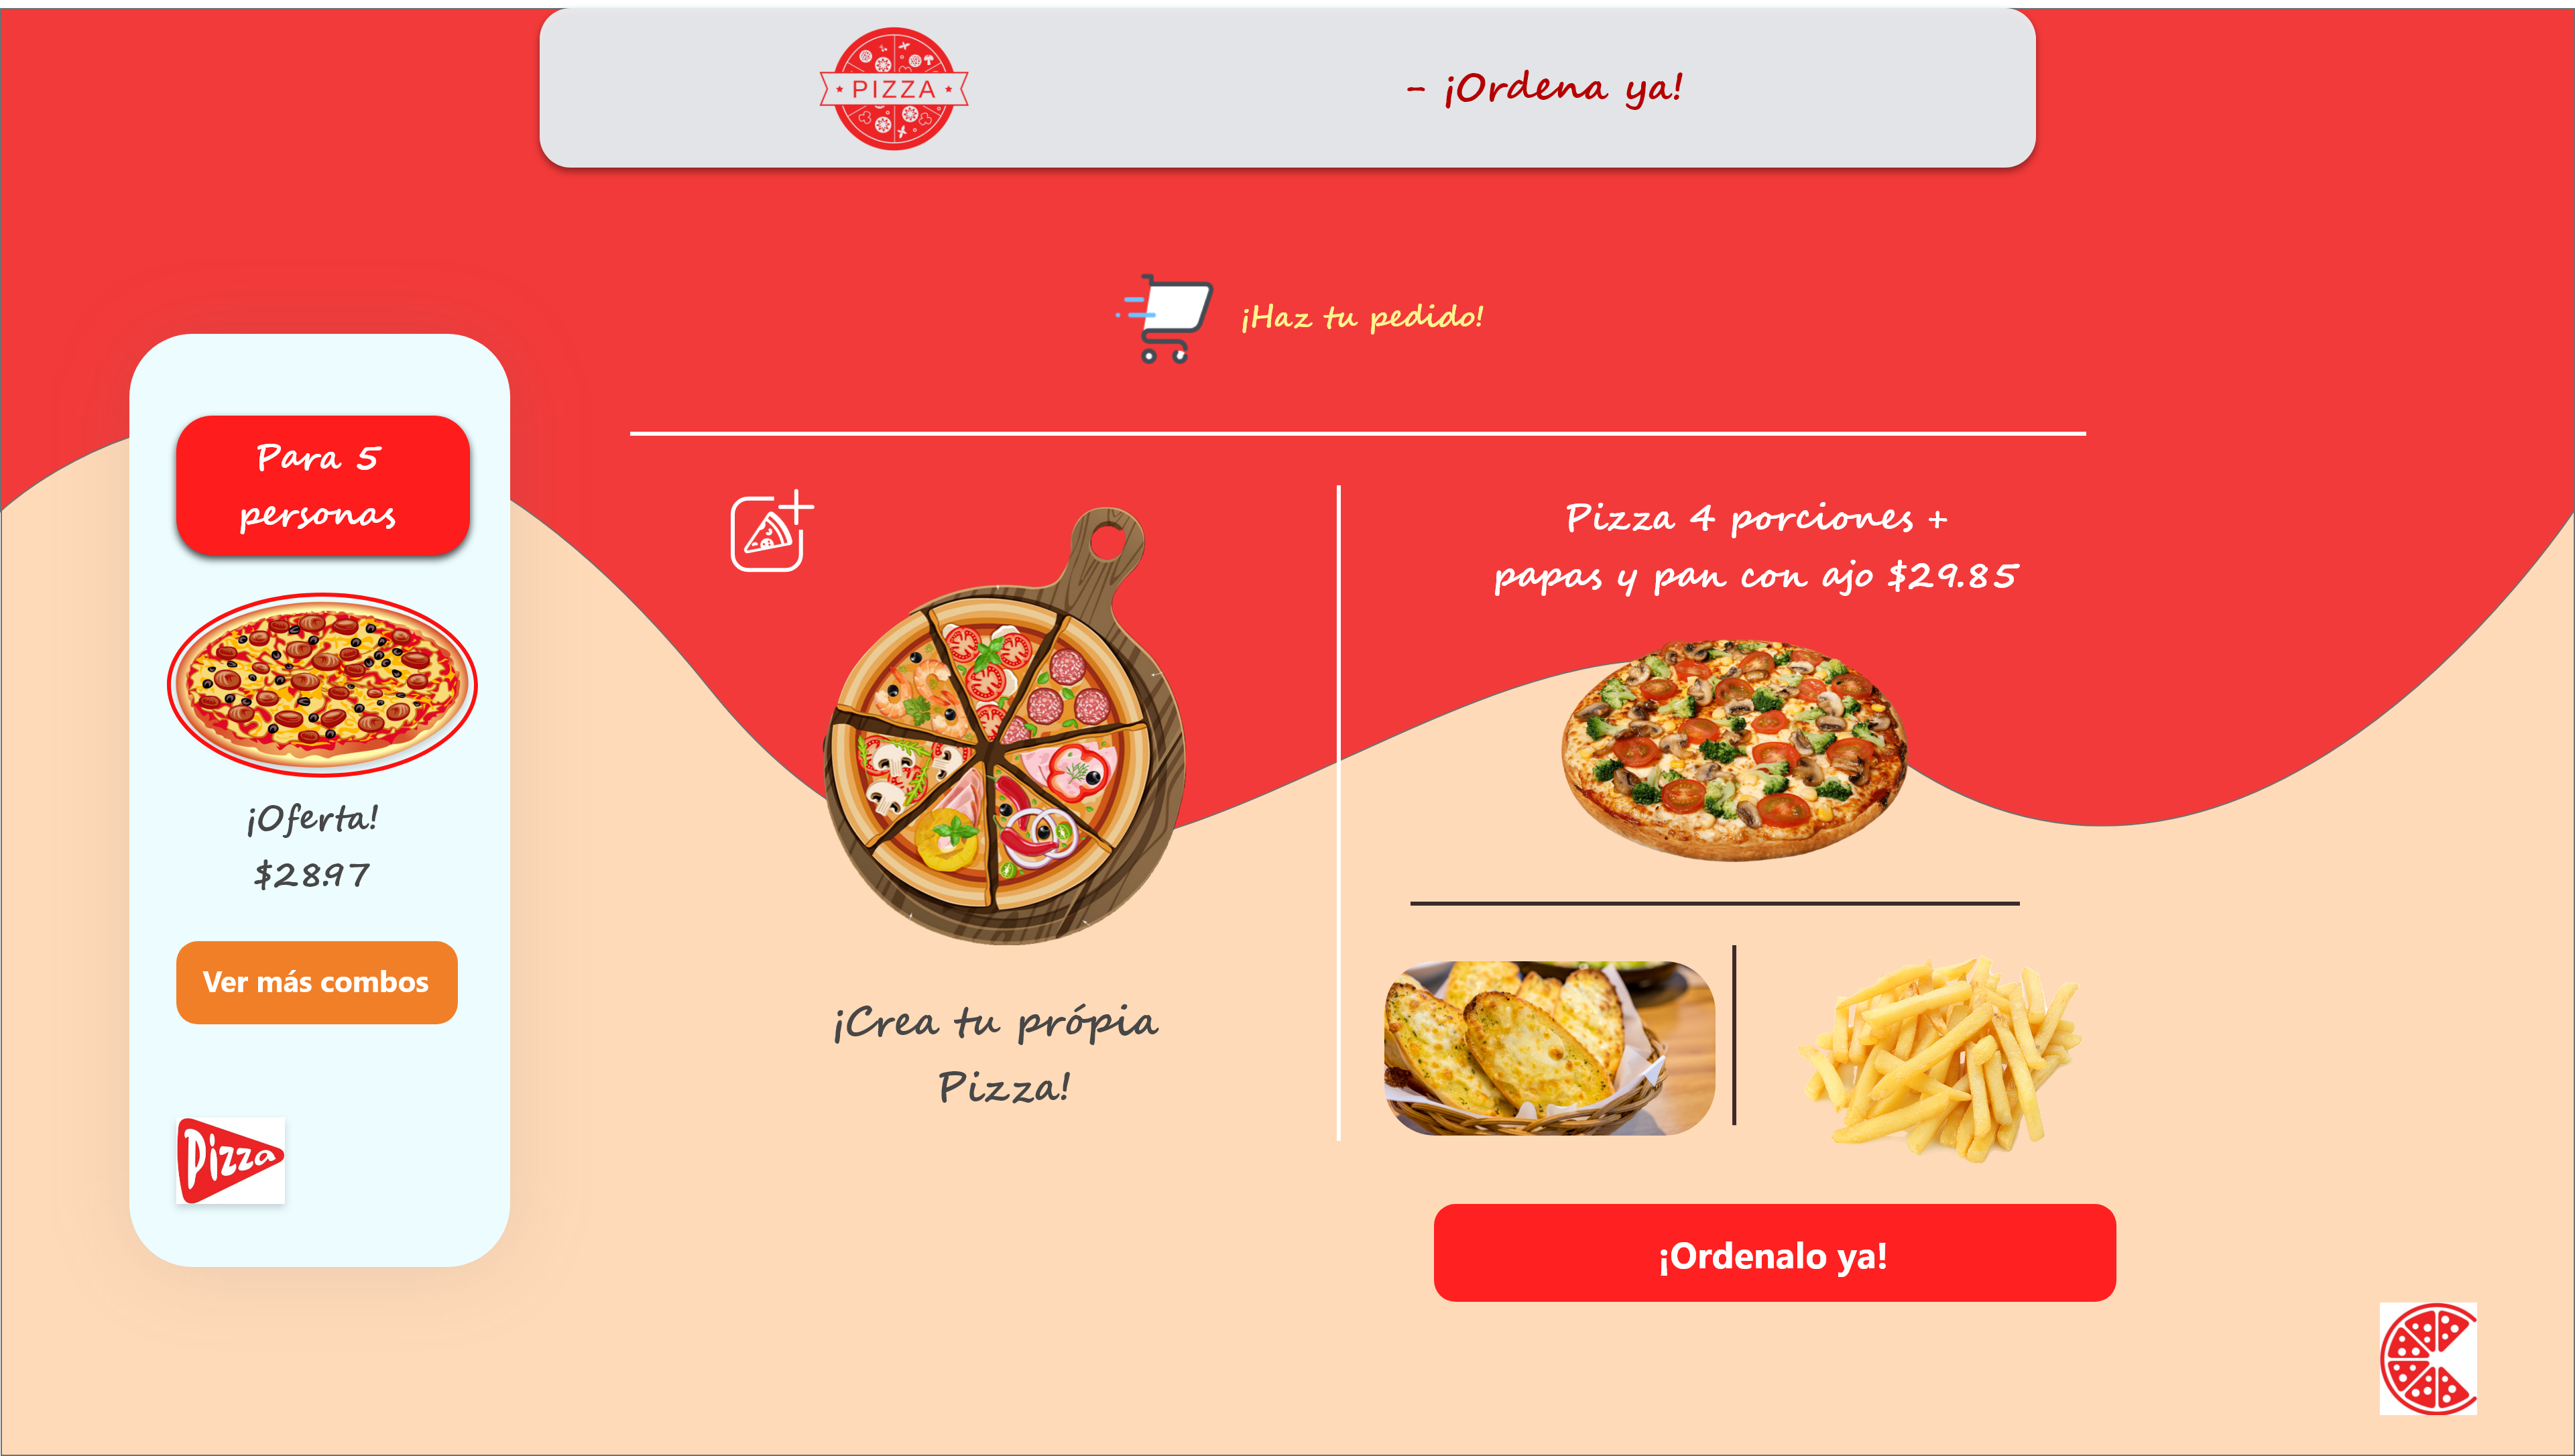 PIZZA
- ¡Ordena ya!
¡Haz tu pedido!
Para 5
personas
¡Oferta!
$28.97
Ver más combos
Pizza
¡Crea tu própia
Pizza!
Pizza 4 porciones +
papas y pan con ajo $29.85
¡Ordenalo ya!